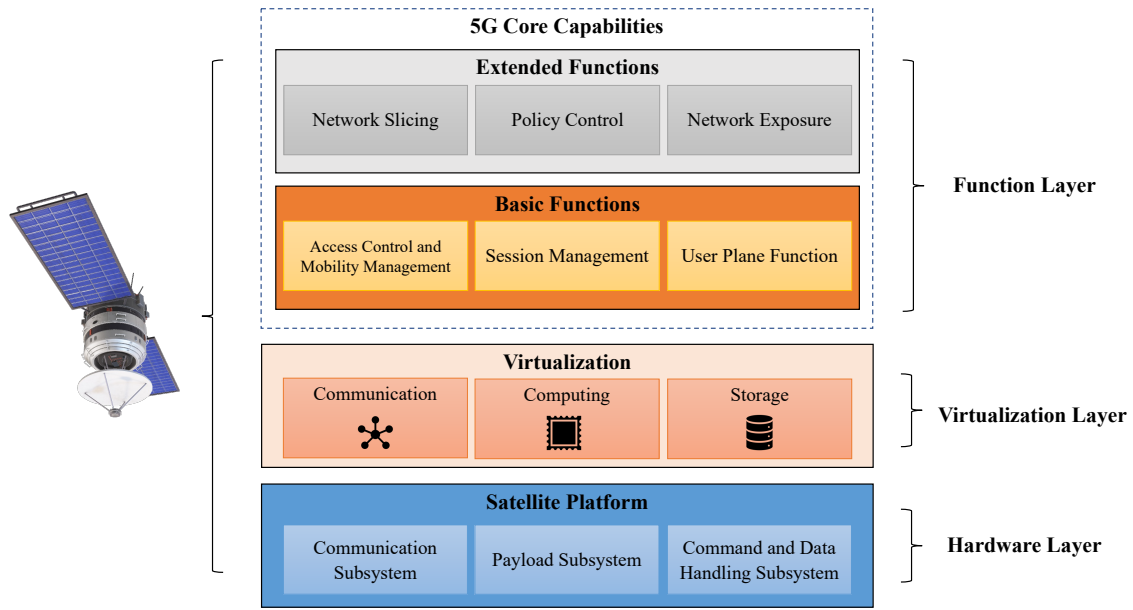 5G Core Capabilities
Extended Functions
Network Slicing
Policy Control
Network Exposure
Function Layer
Basic Functions
Access Control and
Mobility Management
Session Management
User Plane Function
Virtualization
Communication
Computing
Storage
Virtualization Layer
Satellite Platform
Communication
Subsystem
Payload Subsystem
Command and Data
Handling Subsystem
Hardware Layer